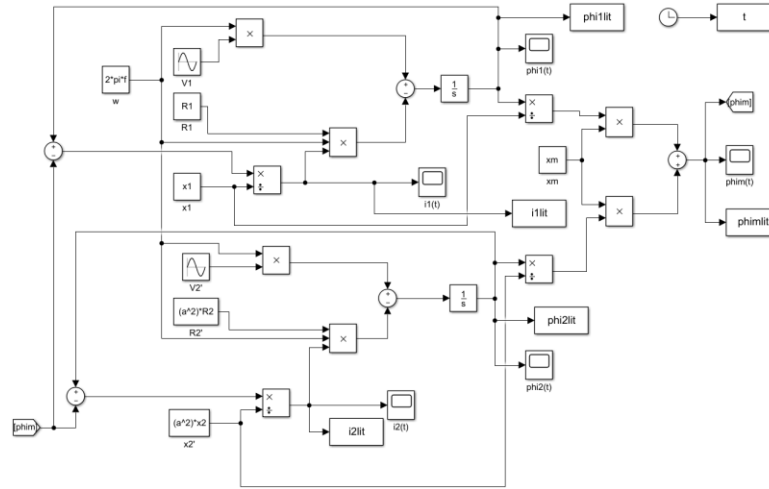 phi1lit
t
V1
2*pi*f
w
phi1(t)
1
s
[phim]
R1
R1
xm
xm
phim(t)
x1
x1
i1(t)
i1lit
phimlit
V2'
1
s
(a^2)*R2
R2'
phi2lit
phi2(t)
[phim]
(a^2)*x2
x2'
i2(t)
i2lit